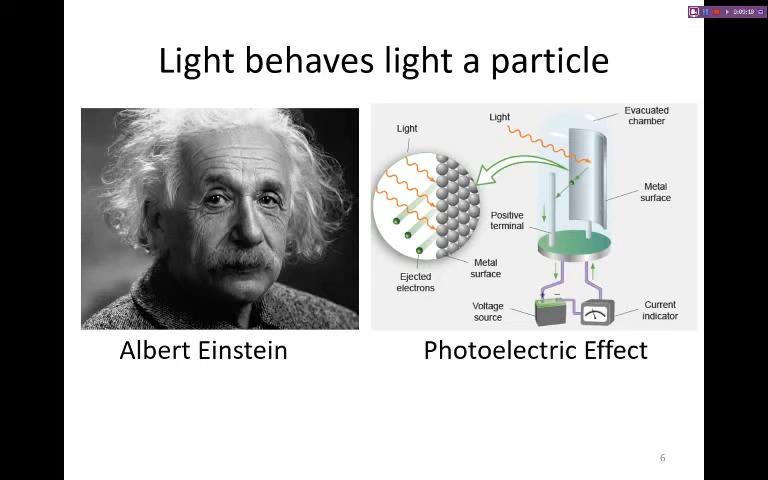 Light behaves light a particle
Light
Light
Evacuated
chamber
Metal
surface
Positive
terminal
Ejected
electrons
Metal
surface
Voltage
source
Current
indicator
Albert Einstein
Photoelectric Effect
6